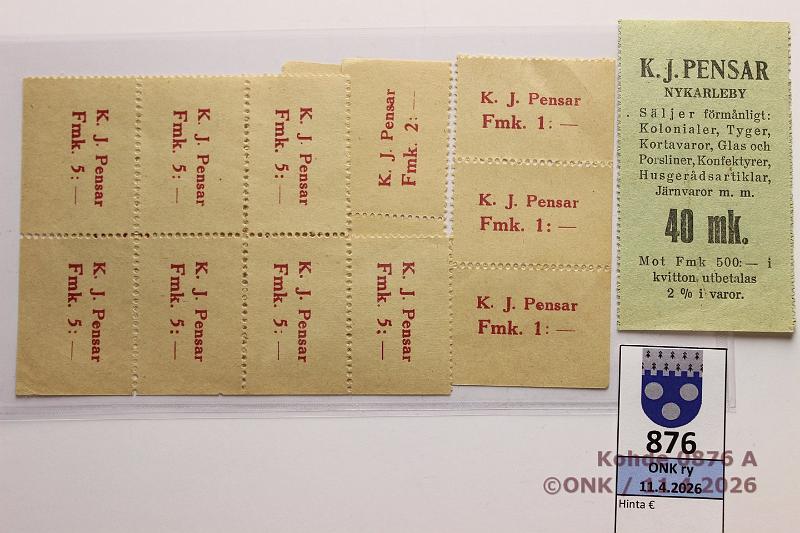 K. J. Pensar
Fmk. 5: —
K. J. Pensar
Fmk. 5: —
K. J. Pensar
Fmk. 5: —
K. J. Pensar
Fmk. 5: —
K. J. Pensar
Fmk. 5: —
K. J. Pensar
Fmk. 5: —
K. J. Pensar
Fmk. 5: —
K. J. Pensar
Fmk. 2: —
K. J. Pensar
Fmk. 1: —
K. J. Pensar
Fmk. 1: —
K. J. Pensar
Fmk. 1: —
K. J. PENSAR
NYKARLEBY
Säljer förmånligt:
Kolonialer, Tyger,
Kortavaror, Glas och
Porsliner, Konfektyrer,
Husgerådsartiklar,
Järnvaror m. m.
40 mk.
Mot Fmk 500: — i
kvitton utbetalas
2 % i varor.
876
Kohde 0876 A
ONK ry
11.4.2026
©ONK / 11.4.2026
Hinta €